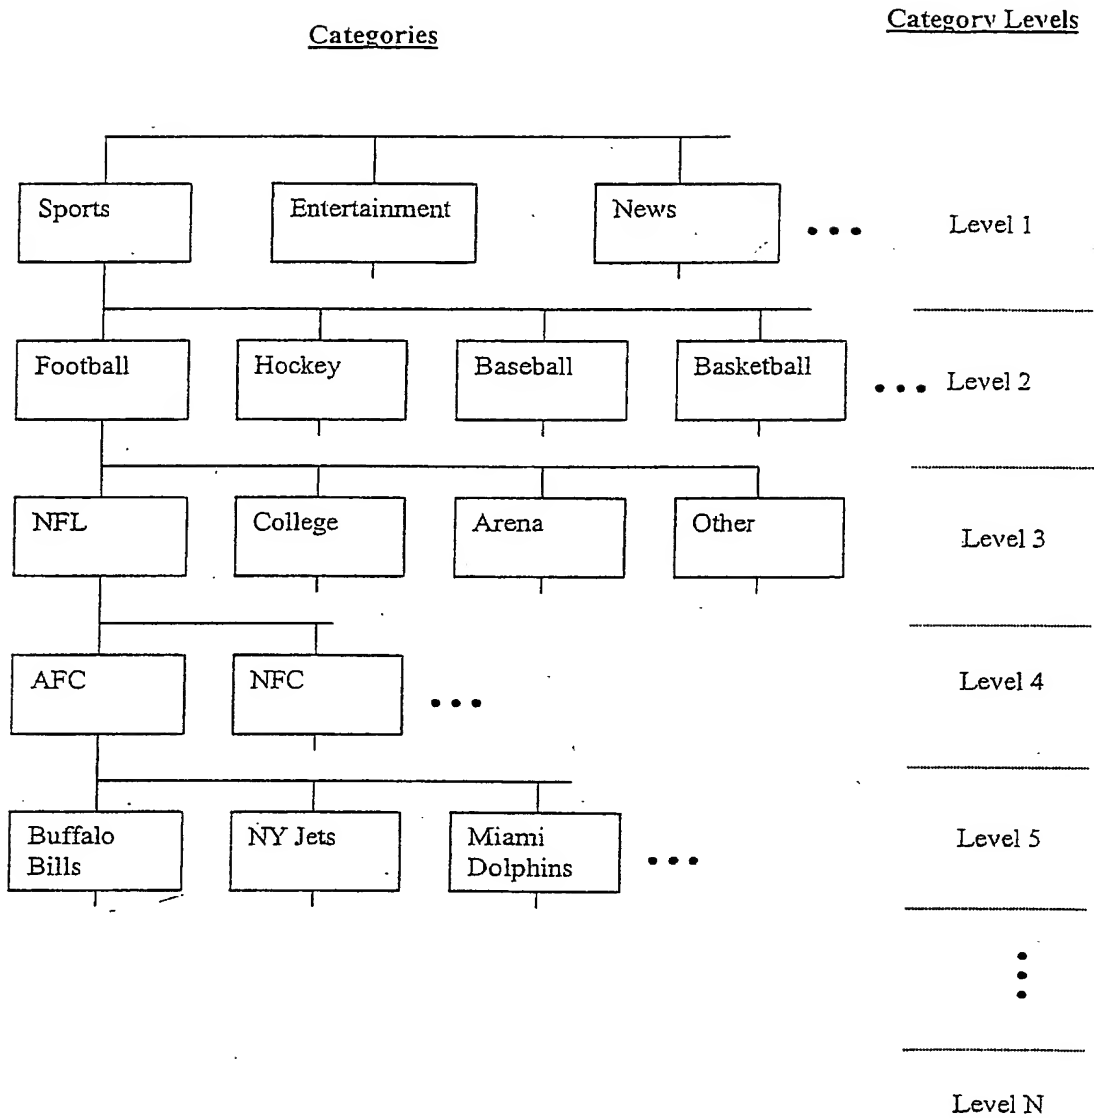 Categories
Category Levels
Sports
Entertainment
News
Level 1
Football
Hockey
Baseball
Basketball
Level 2
NFL
College
Arena
Other
Level 3
AFC
NFC
Level 4
Buffalo
Bills
NY Jets
Miami
Dolphins
Level 5
Level N